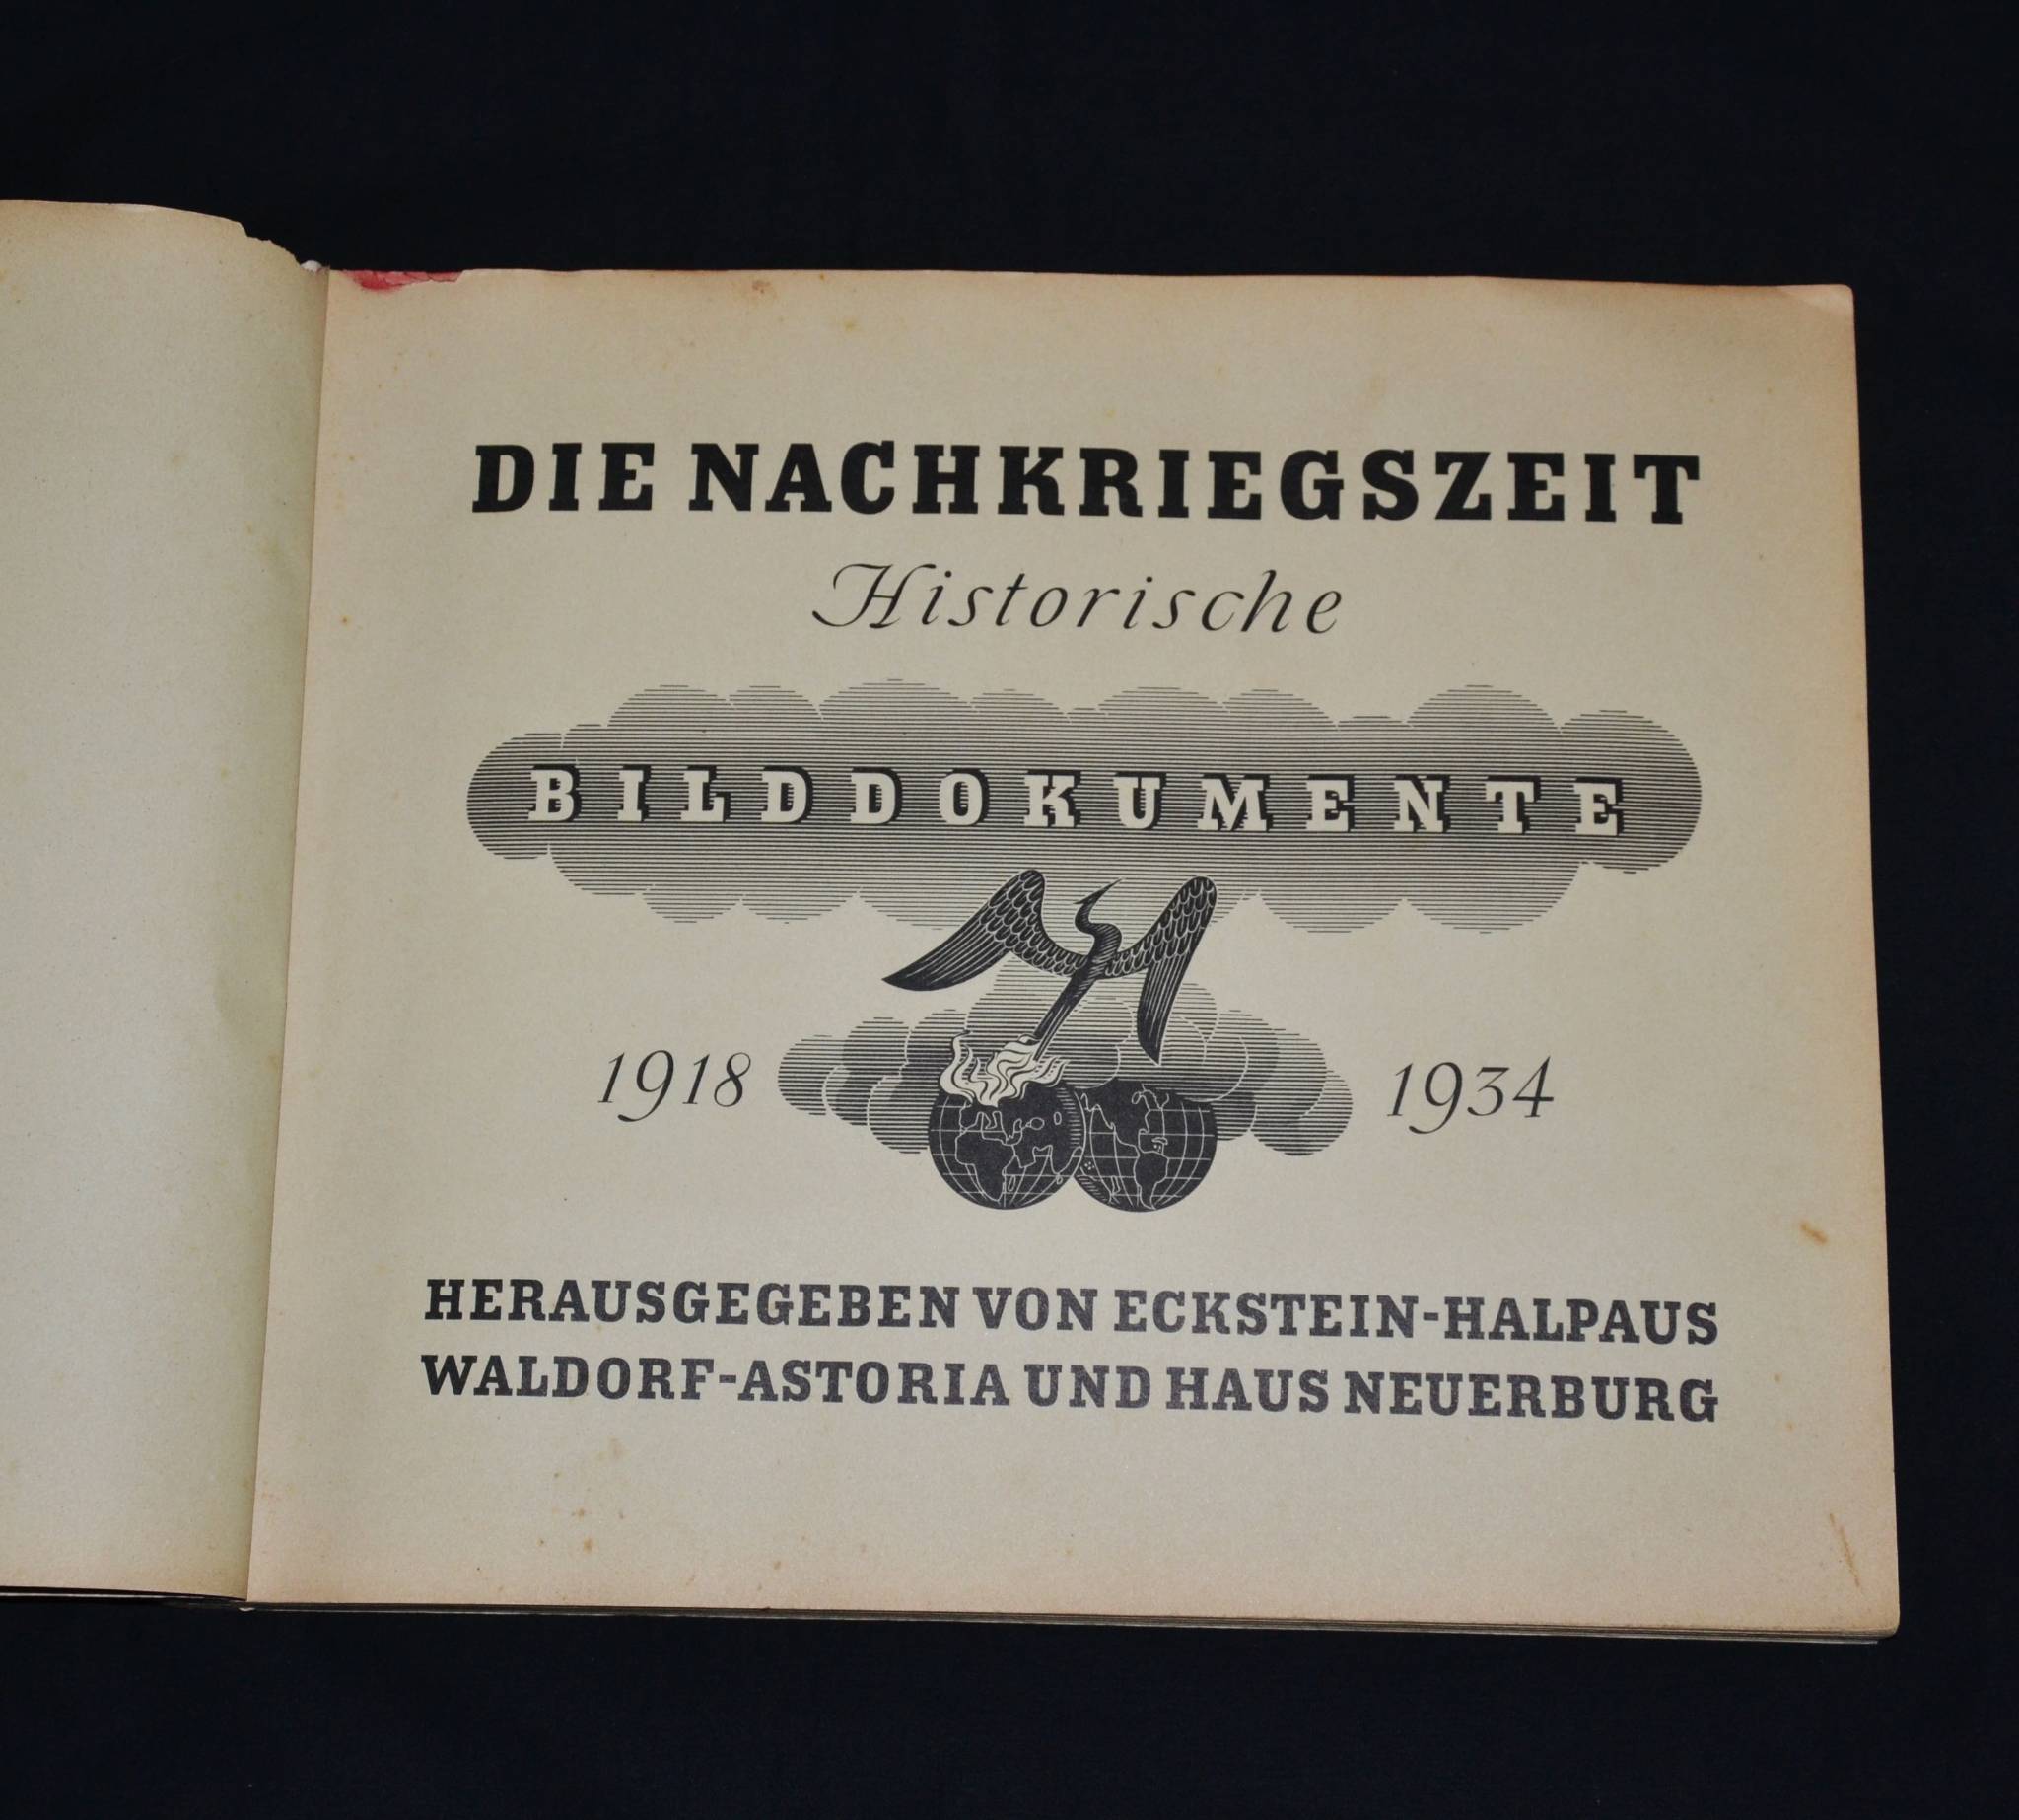 DIE NACHKRIEGSZEIT
Historische
BILDDOKUMENTE
1918 1934
HERAUSGEGEBEN VON ECKSTEIN-HALPAUS
WALDORF-ASTORIA UND HAUS NEUERBURG